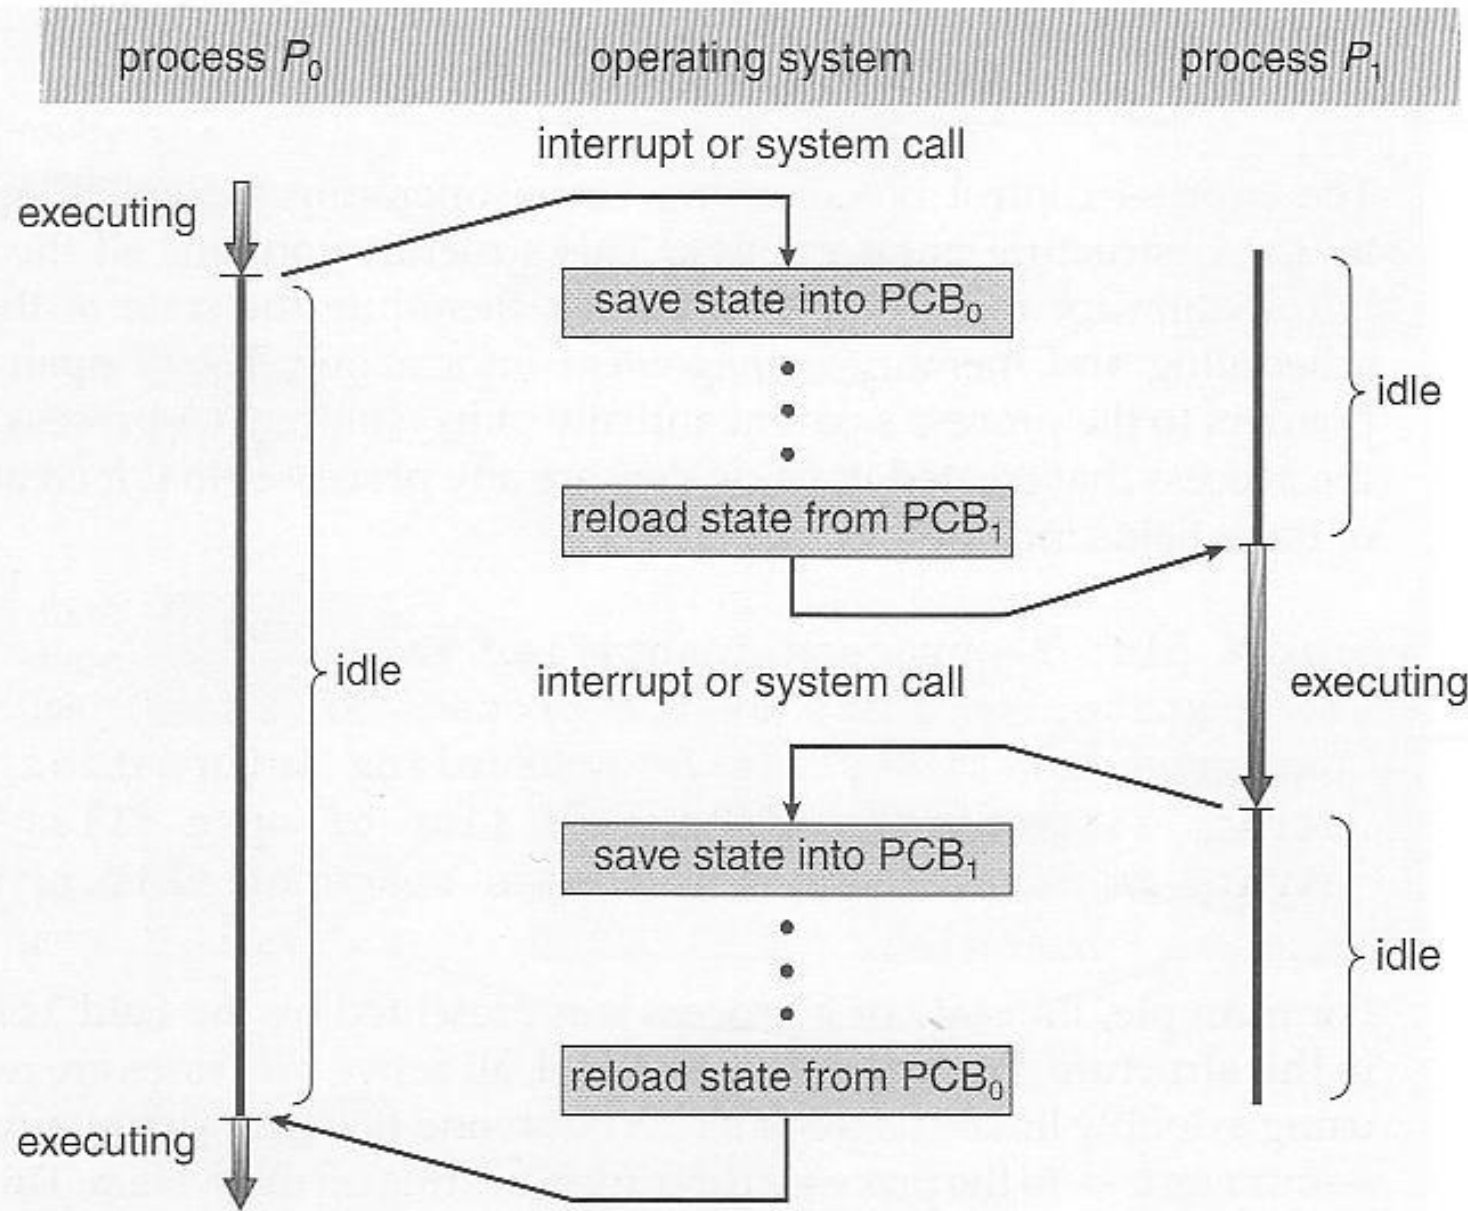 process P₀ operating system process P₁
interrupt or system call
executing
save state into PCB₀
idle
reload state from PCB₁
idle
interrupt or system call
executing
save state into PCB₁
idle
reload state from PCB₀
executing